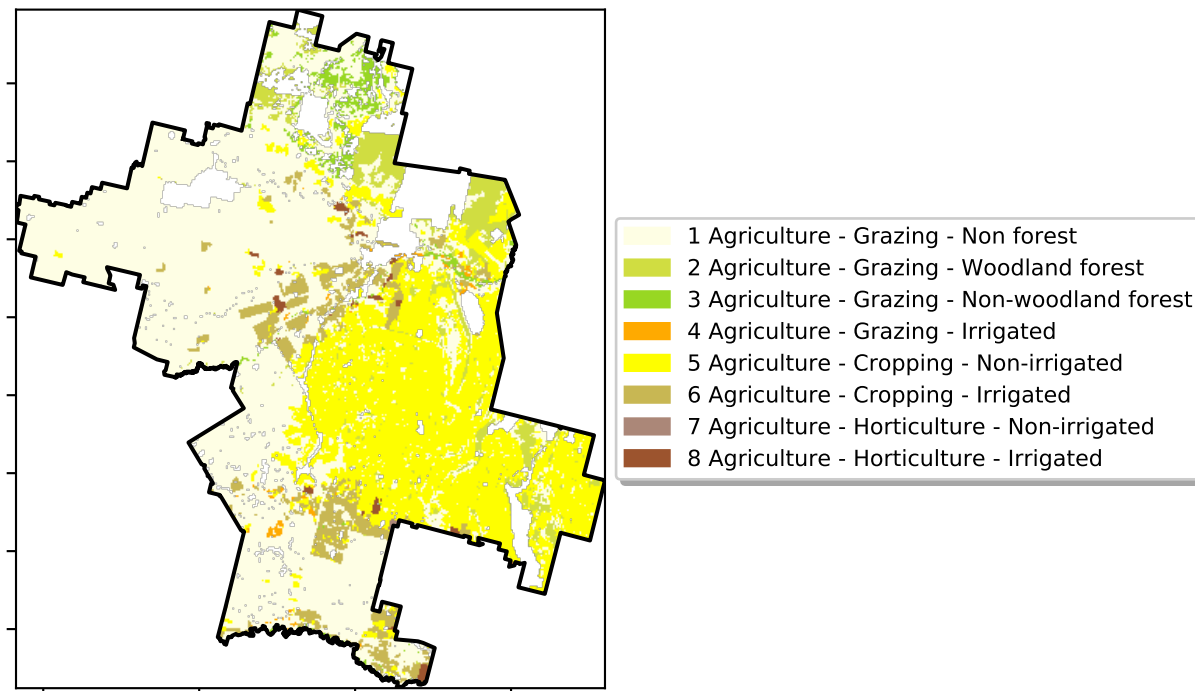 1 Agriculture - Grazing - Non forest
2 Agriculture - Grazing - Woodland forest
3 Agriculture - Grazing - Non-woodland forest
4 Agriculture - Grazing - Irrigated
5 Agriculture - Cropping - Non-irrigated
6 Agriculture - Cropping - Irrigated
7 Agriculture - Horticulture - Non-irrigated
8 Agriculture - Horticulture - Irrigated